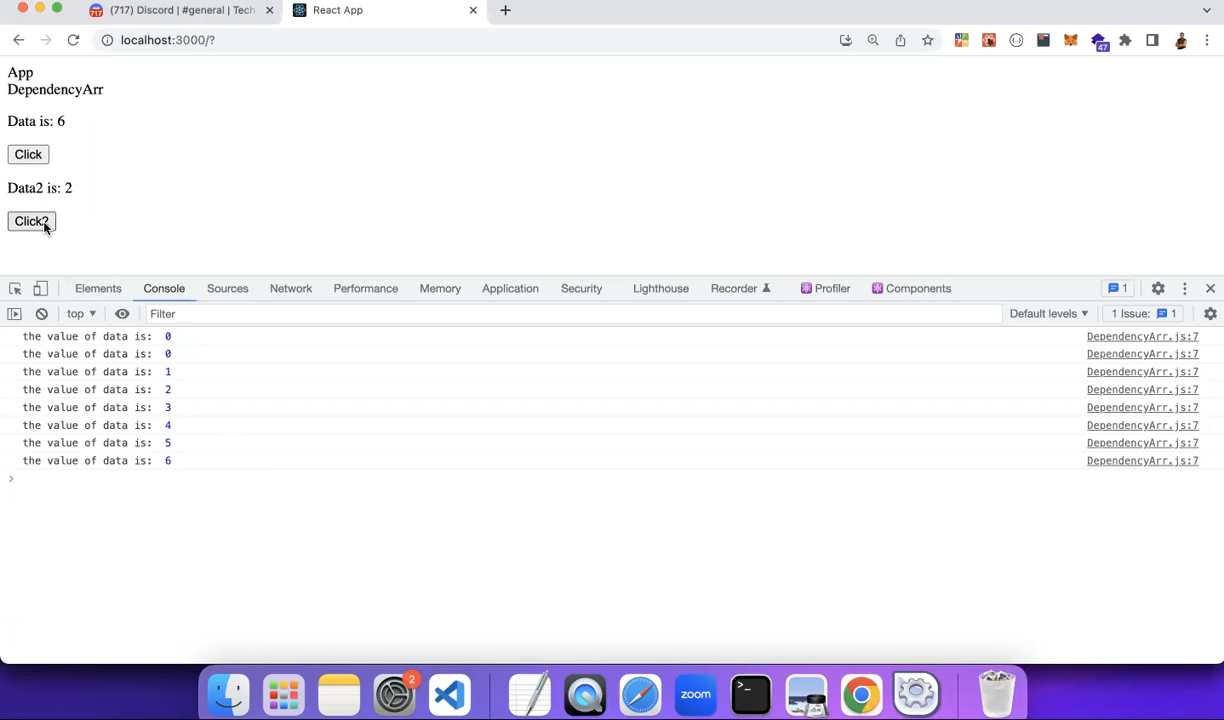 (717) Discord | #general | Tech
React App
localhost:3000/?
47
App
DependencyArr
Data is: 6
Click
Data2 is: 2
Click2
Elements Console Sources Network Performance Memory Application Security Lighthouse Recorder Profiler Components 1
top Filter Default levels 1 Issue: 1
the value of data is: 0 DependencyArr.js:7
the value of data is: 0 DependencyArr.js:7
the value of data is: 1 DependencyArr.js:7
the value of data is: 2 DependencyArr.js:7
the value of data is: 3 DependencyArr.js:7
the value of data is: 4 DependencyArr.js:7
the value of data is: 5 DependencyArr.js:7
the value of data is: 6 DependencyArr.js:7
2
zoom